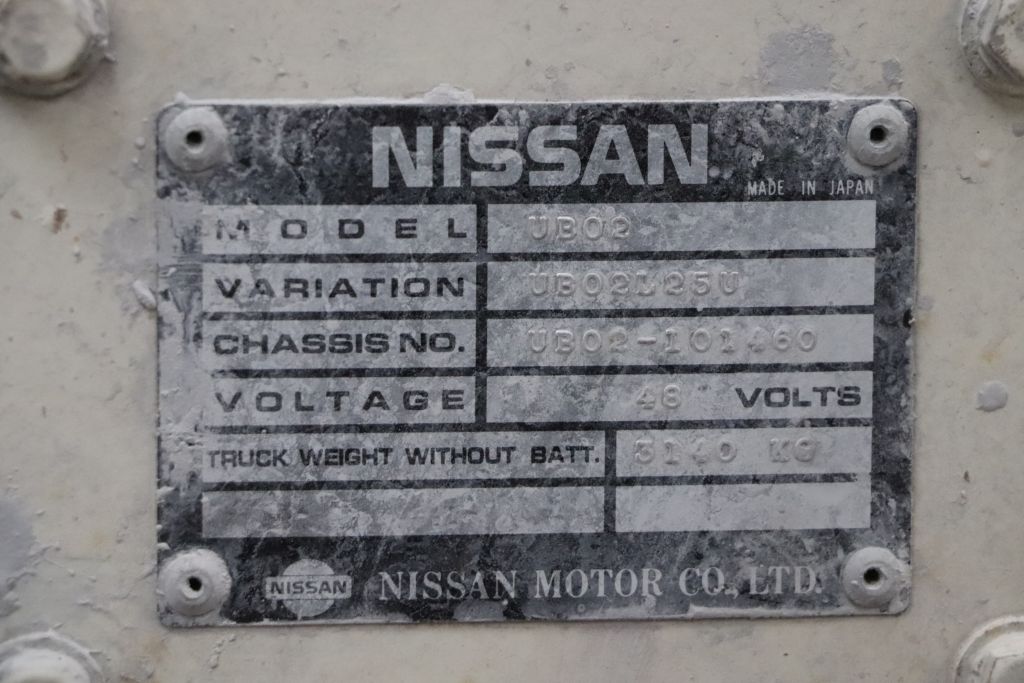 NISSAN
MADE IN JAPAN
MODEL UB02
VARIATION UB02L25U
CHASSIS NO. UB02-101460
VOLTAGE 48 VOLTS
TRUCK WEIGHT WITHOUT BATT. 3140 KG
NISSAN NISSAN MOTOR CO., LTD.